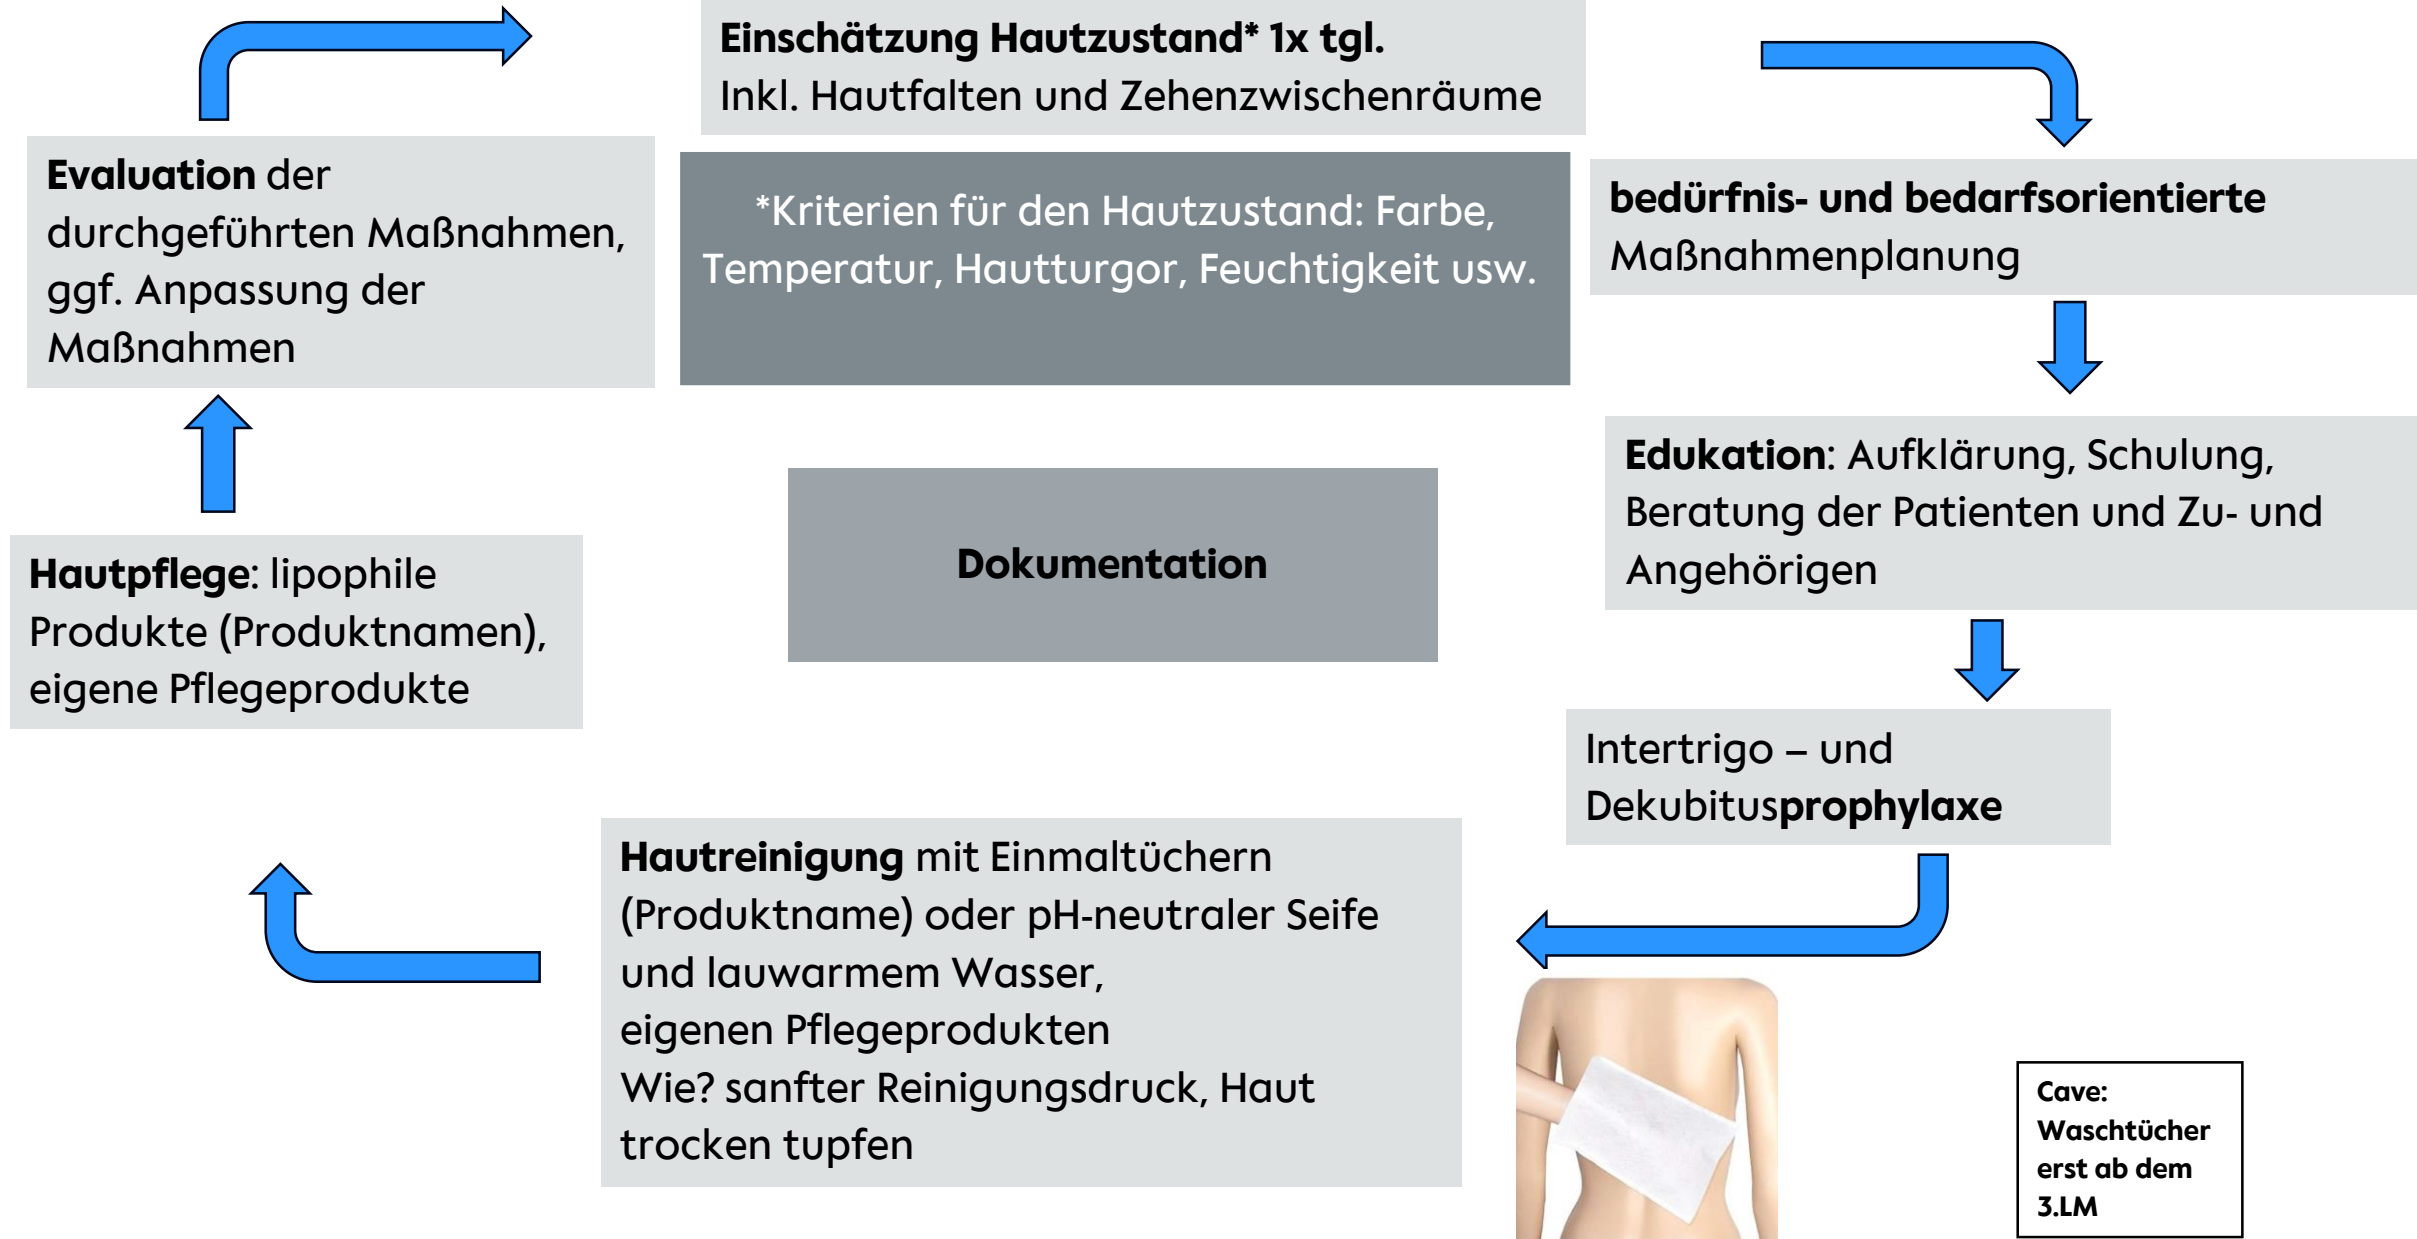 Einschätzung Hautzustand* 1x tgl.
Inkl. Hautfalten und Zehenzwischenräume
*Kriterien für den Hautzustand: Farbe,
Temperatur, Hautturgor, Feuchtigkeit usw.
bedürfnis- und bedarfsorientierte
Maßnahmenplanung
Edukation: Aufklärung, Schulung,
Beratung der Patienten und Zu- und
Angehörigen
Intertrigo – und
Dekubitusprophylaxe
Hautreinigung mit Einmaltüchern
(Produktname) oder pH-neutraler Seife
und lauwarmem Wasser,
eigenen Pflegeprodukten
Wie? sanfter Reinigungsdruck, Haut
trocken tupfen
Hautpflege: lipophile
Produkte (Produktnamen),
eigene Pflegeprodukte
Evaluation der
durchgeführten Maßnahmen,
ggf. Anpassung der
Maßnahmen
Dokumentation
Cave:
Waschtücher
erst ab dem
3.LM